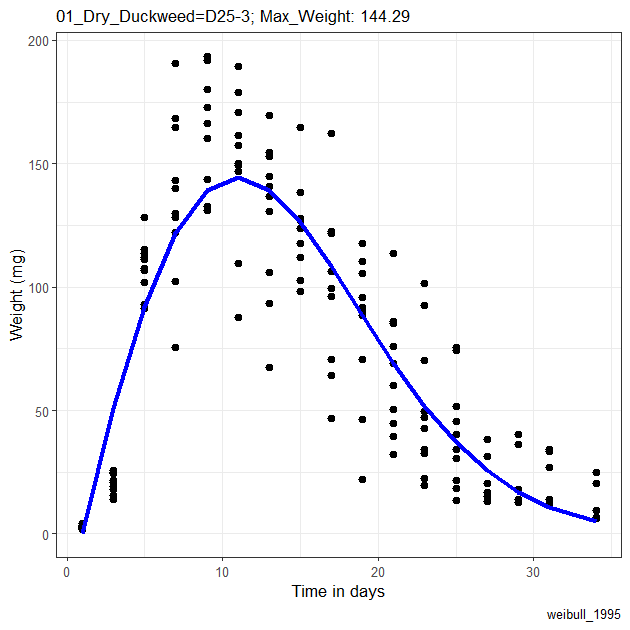 01_Dry_Duckweed=D25-3; Max_Weight: 144.29
200
150
100
50
0
Weight (mg)
0 10 20 30
Time in days
weibull_1995